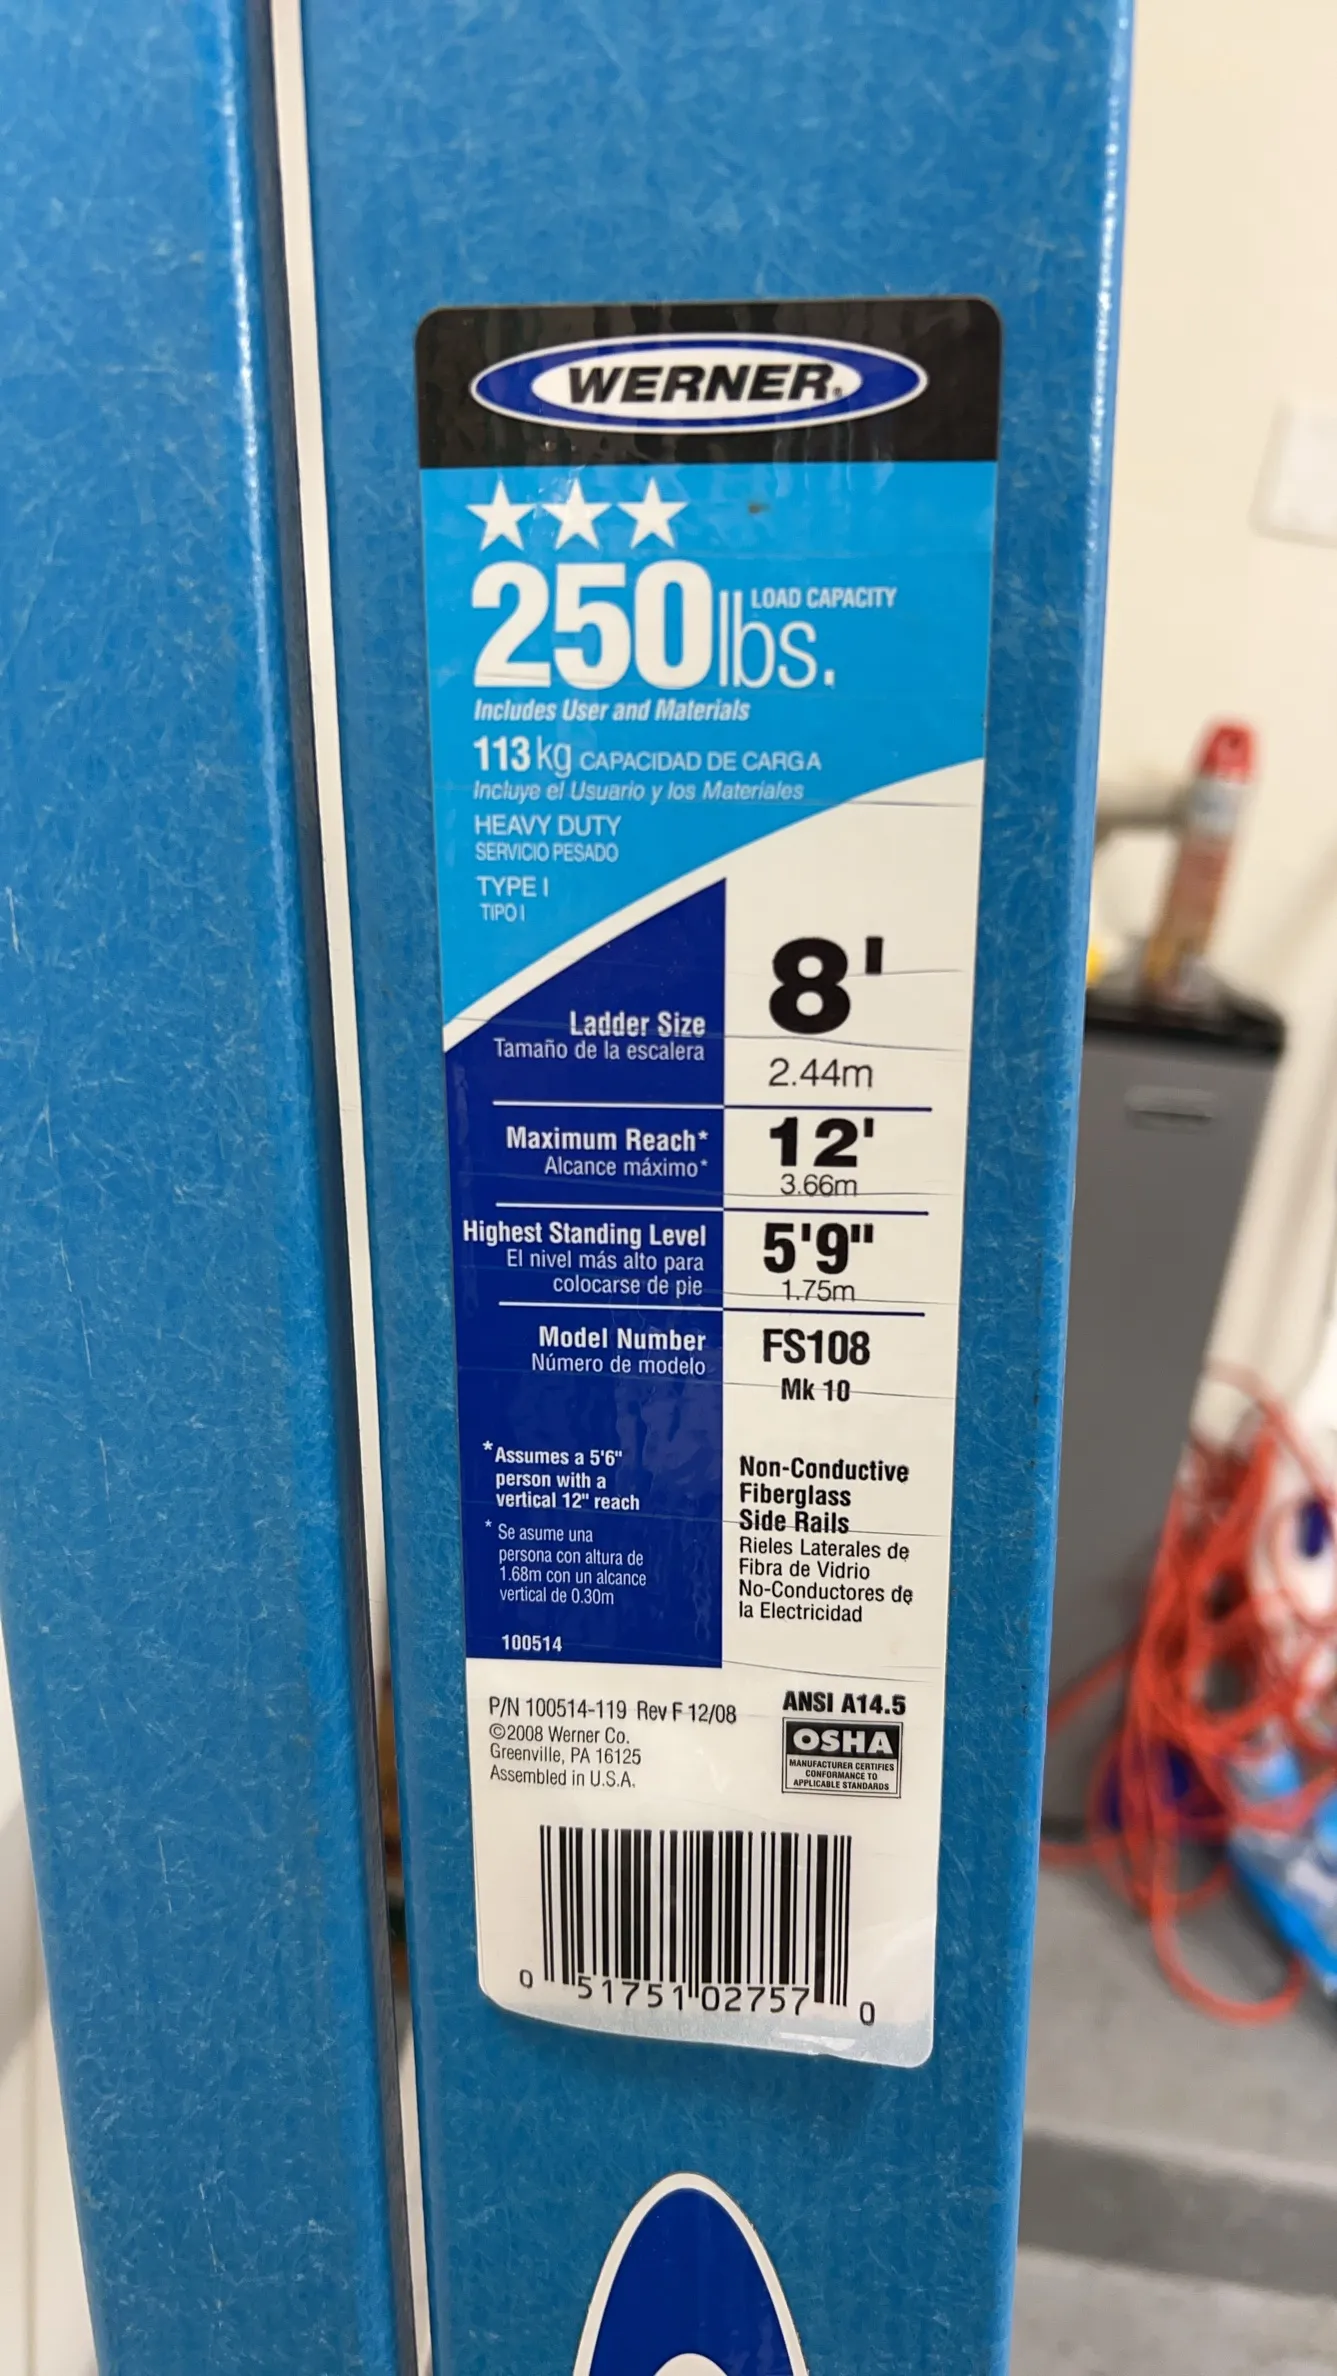 WERNER®
250lbs. LOAD CAPACITY
Includes User and Materials
113 kg CAPACIDAD DE CARGA
Incluye el Usuario y los Materiales
HEAVY DUTY
SERVICIO PESADO
TYPE I
TIPO I
Ladder Size 8'
Tamaño de la escalera 2.44m
Maximum Reach* 12'
Alcance máximo* 3.66m
Highest Standing Level 5'9"
El nivel más alto para
colocarse de pie 1.75m
Model Number FS108
Número de modelo Mk 10
*Assumes a 5'6"
person with a
vertical 12" reach
* Se asume una
persona con altura de
1.68m con un alcance
vertical de 0.30m
100514
Non-Conductive
Fiberglass
Side Rails
Rieles Laterales de
Fibra de Vidrio
No-Conductores de
la Electricidad
P/N 100514-119 Rev F 12/08
©2008 Werner Co.
Greenville, PA 16125
Assembled in U.S.A.
ANSI A14.5
OSHA
MANUFACTURER CERTIFIES
CONFORMANCE TO
APPLICABLE STANDARDS
0 51751 02757 0